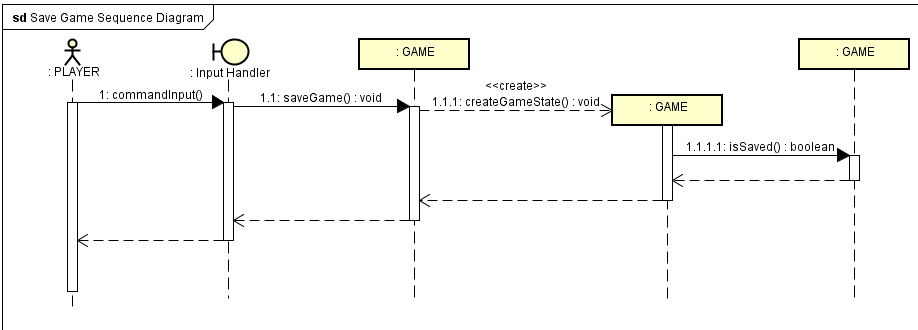 sd Save Game Sequence Diagram
: PLAYER
: Input Handler
: GAME
: GAME
1: commandInput()
1.1: saveGame() : void
<<create>>
1.1.1: createGameState() : void
: GAME
1.1.1.1: isSaved() : boolean